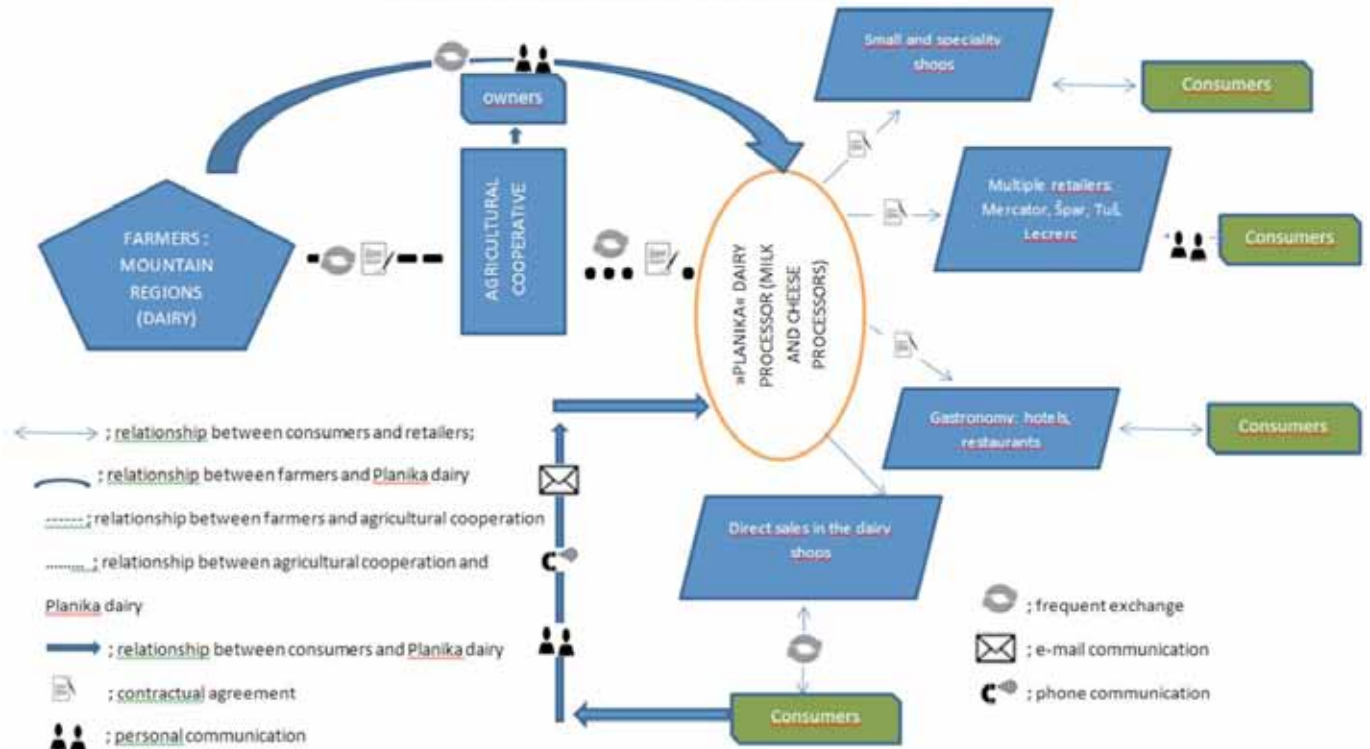 owners
Small and speciality
shops
Consumers
Multiple retailers:
Mercator, Špar, Tuš,
Lecrerc
Consumers
FARMERS :
MOUNTAIN
REGIONS
(DAIRY)
AGRICULTURAL
COOPERATIVE
»PLANIKA« DAIRY
PROCESSOR (MILK
AND CHEESE
PROCESSORS)
Gastronomy: hotels,
restaurants
Consumers
Direct sales in the dairy
shops
Consumers
; relationship between consumers and retailers;
; relationship between farmers and Planika dairy
; relationship between farmers and agricultural cooperation
; relationship between agricultural cooperation and
Planika dairy
; relationship between consumers and Planika dairy
; contractual agreement
; personal communication
; frequent exchange
; e-mail communication
; phone communication